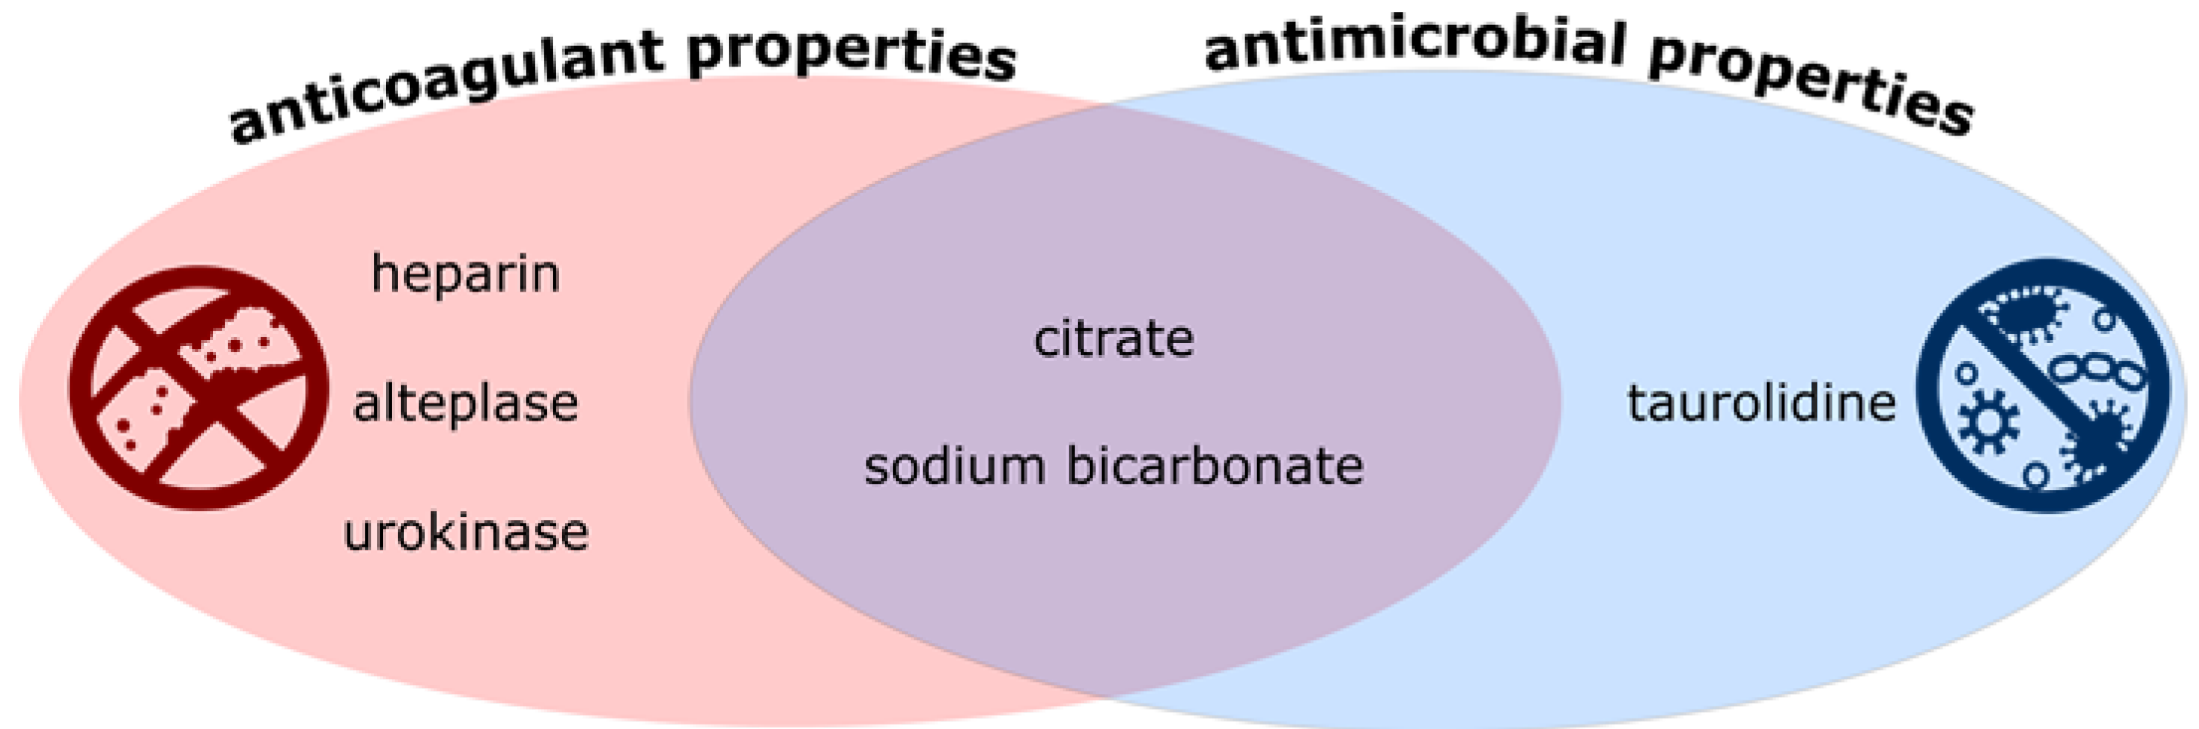 anticoagulant properties
antimicrobial properties
heparin
alteplase
urokinase
citrate
sodium bicarbonate
taurolidine